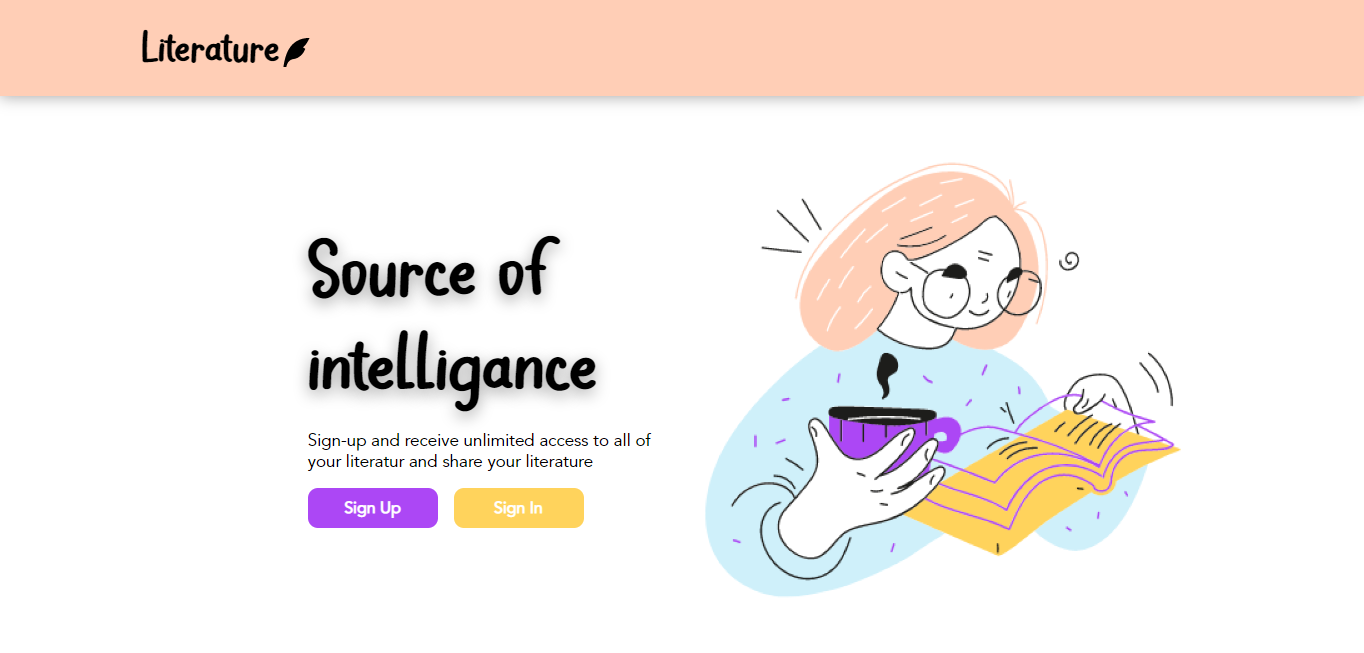 Literature
Source of
intelligance
Sign-up and receive unlimited access to all of
your literatur and share your literature
Sign Up
Sign In